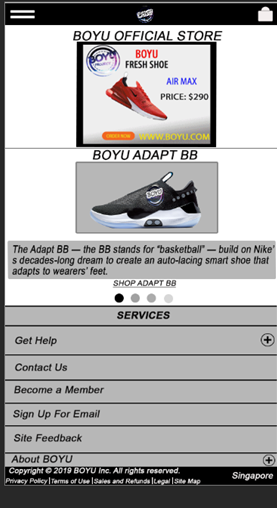 BOYU
BOYU OFFICIAL STORE
BOYU
BOYU
FRESH SHOE
AIR MAX
PRICE: $290
WWW.BOYU.COM
BOYU ADAPT BB
BOYU
The Adapt BB — the BB stands for “basketball” — build on Nike'
s decades-long dream to create an auto-lacing smart shoe that
adapts to wearers' feet.
SHOP ADAPT BB
SERVICES
Get Help
Contact Us
Become a Member
Sign Up For Email
Site Feedback
About BOYU
Copyright © 2019 BOYU Inc. All rights reserved.
Privacy Policy | Terms of Use | Sales and Refunds | Legal | Site Map
Singapore